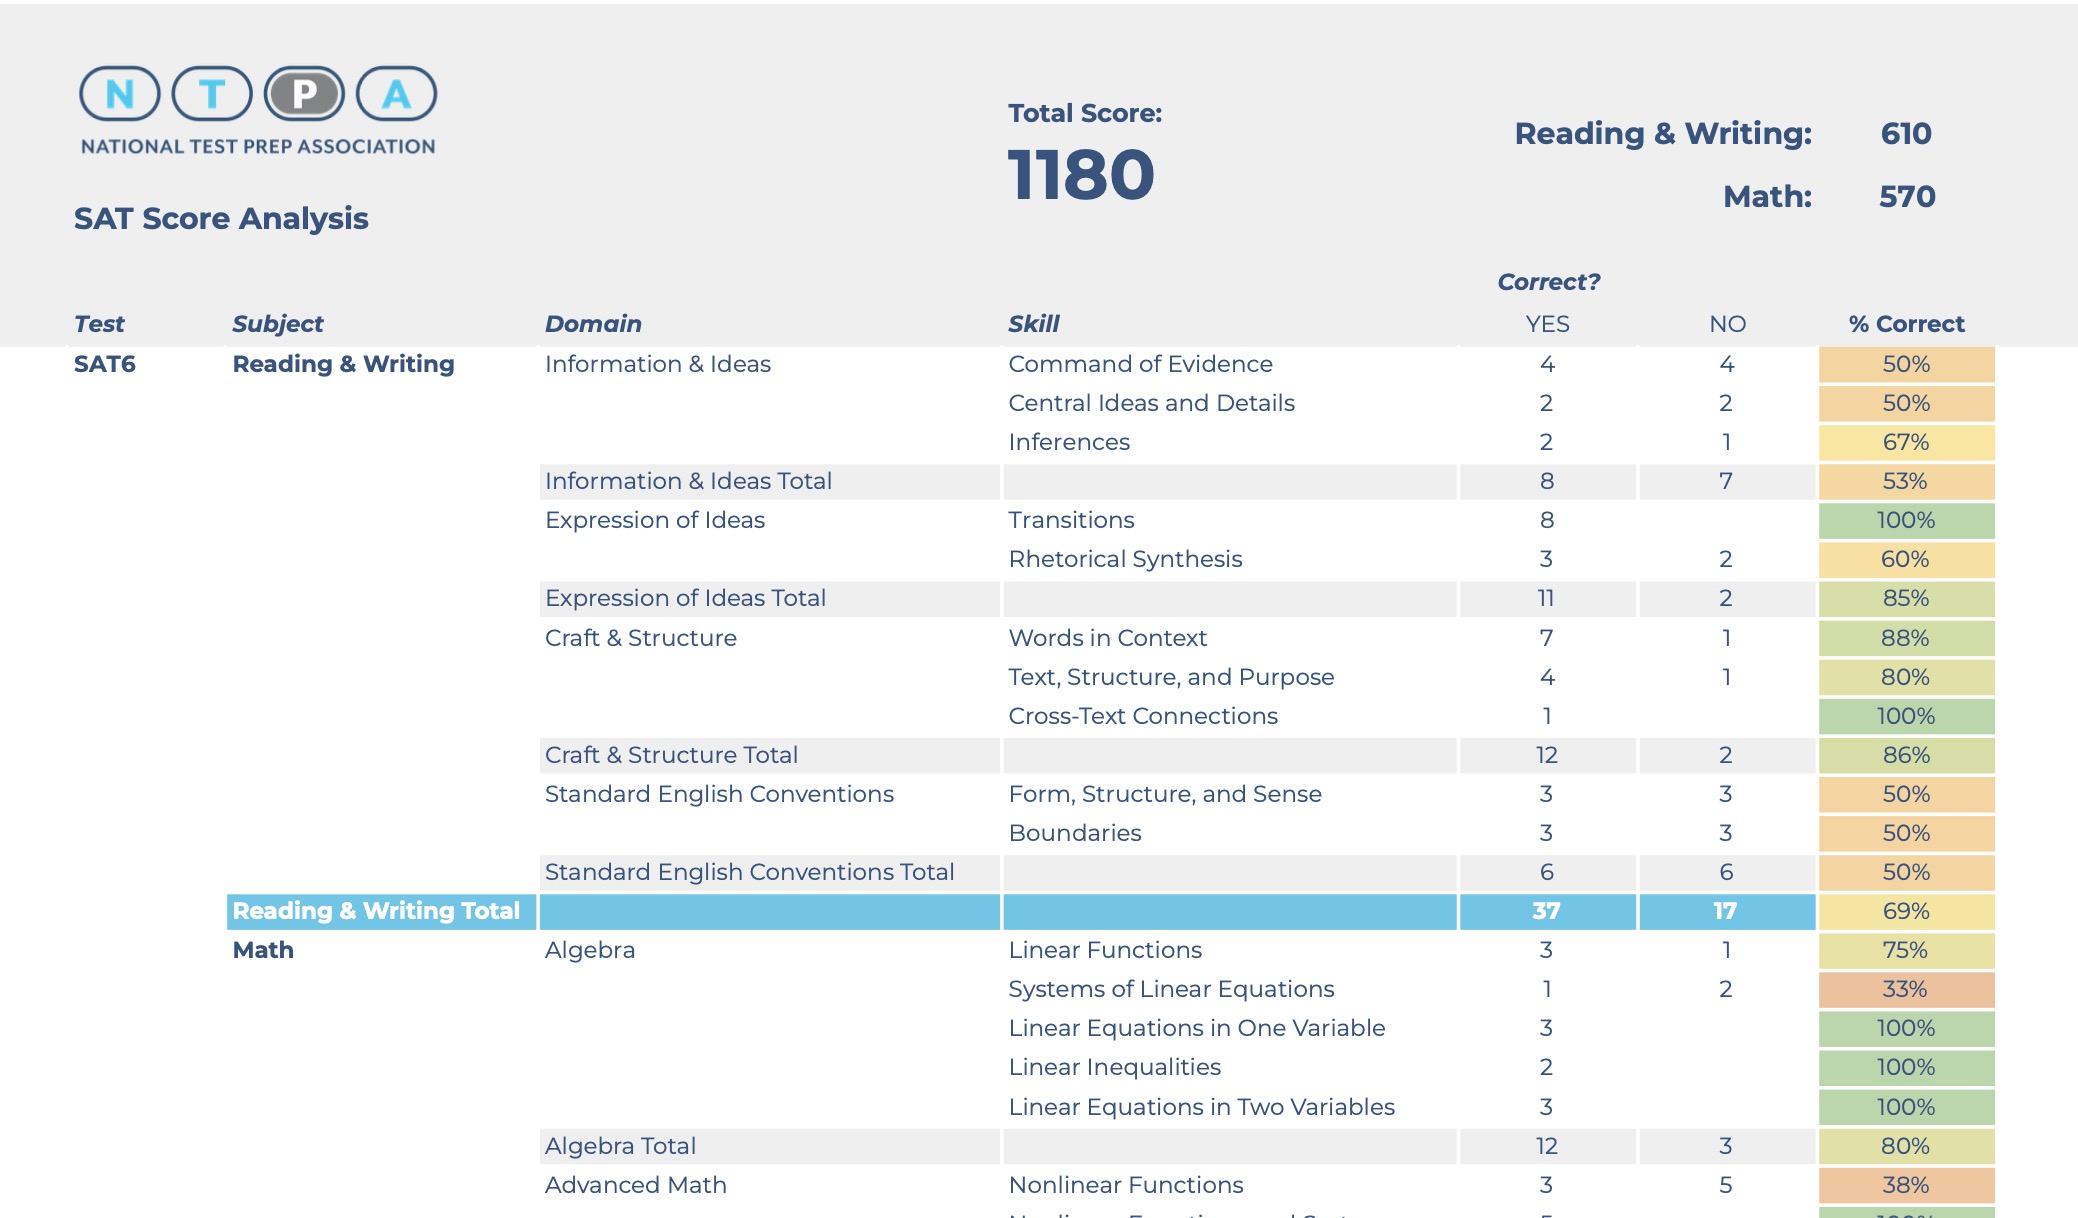 N T P A
NATIONAL TEST PREP ASSOCIATION
SAT Score Analysis
Total Score:
1180
Reading & Writing: 610
Math: 570
Correct?
Test Subject Domain Skill YES NO % Correct
SAT6 Reading & Writing Information & Ideas Command of Evidence 4 4 50%
Central Ideas and Details 2 2 50%
Inferences 2 1 67%
Information & Ideas Total 8 7 53%
Expression of Ideas Transitions 8 100%
Rhetorical Synthesis 3 2 60%
Expression of Ideas Total 11 2 85%
Craft & Structure Words in Context 7 1 88%
Text, Structure, and Purpose 4 1 80%
Cross-Text Connections 1 100%
Craft & Structure Total 12 2 86%
Standard English Conventions Form, Structure, and Sense 3 3 50%
Boundaries 3 3 50%
Standard English Conventions Total 6 6 50%
Reading & Writing Total 37 17 69%
Math Algebra Linear Functions 3 1 75%
Systems of Linear Equations 1 2 33%
Linear Equations in One Variable 3 100%
Linear Inequalities 2 100%
Linear Equations in Two Variables 3 100%
Algebra Total 12 3 80%
Advanced Math Nonlinear Functions 3 5 38%